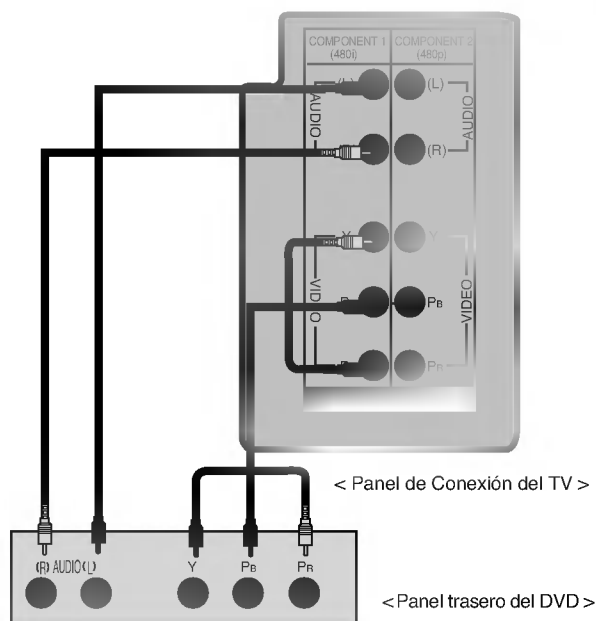 COMPONENT 1 COMPONENT 2
(480i) (480p)
(L)
AUDIO
AUDIO
(R)
Y
VIDEO
VIDEO
PB
PR
< Panel de Conexión del TV >
(R) AUDIO (L) Y PB PR
<Panel trasero del DVD >